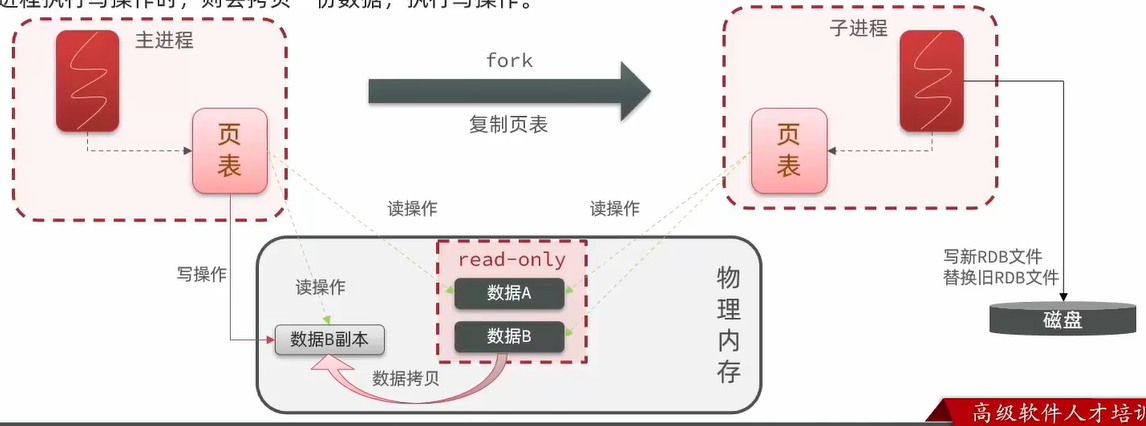 进程执行写操作时，则会拷贝一份数据，执行写操作。
主进程
子进程
fork
复制页表
页
表
页
表
读操作
读操作
写操作
读操作
read-only
数据A
数据B
数据B副本
数据拷贝
物
理
内
存
写新RDB文件
替换旧RDB文件
磁盘
高级软件人才培